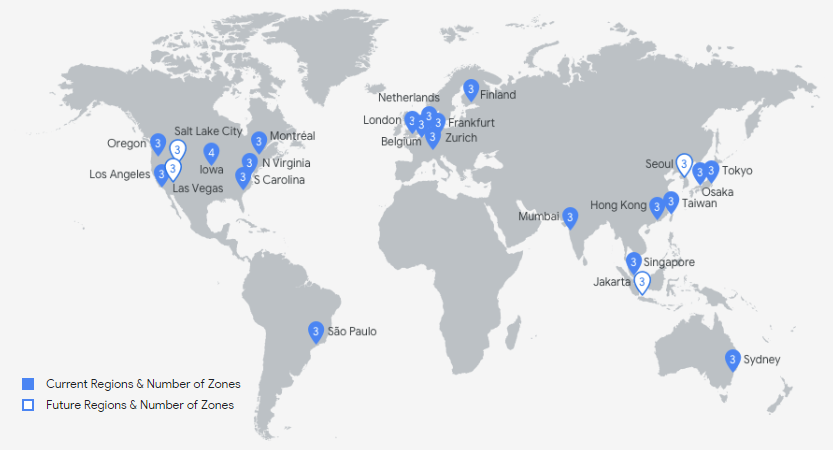 3 Finland
Netherlands
3
London 3
3 Frankfurt
3
Belgium
3 Zurich
Salt Lake City
3
Oregon 3
4
Iowa
3 Montréal
3 N Virginia
3 S Carolina
Los Angeles 3
3
Las Vegas
Seoul 3
3 Tokyo
3
Osaka
Hong Kong 3
3 Taiwan
Mumbai 3
3 Singapore
Jakarta 3
3 São Paulo
3 Sydney
Current Regions & Number of Zones
Future Regions & Number of Zones